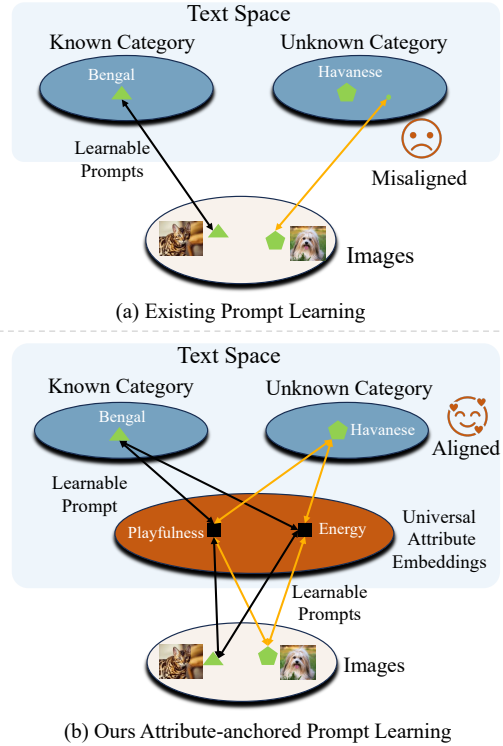 Text Space
Known Category
Unknown Category
Bengal
Havanese
Learnable
Prompts
Misaligned
Images
(a) Existing Prompt Learning
Text Space
Known Category
Unknown Category
Bengal
Havanese
Aligned
Learnable
Prompt
Playfulness
Energy
Universal
Attribute
Embeddings
Learnable
Prompts
Images
(b) Ours Attribute-anchored Prompt Learning